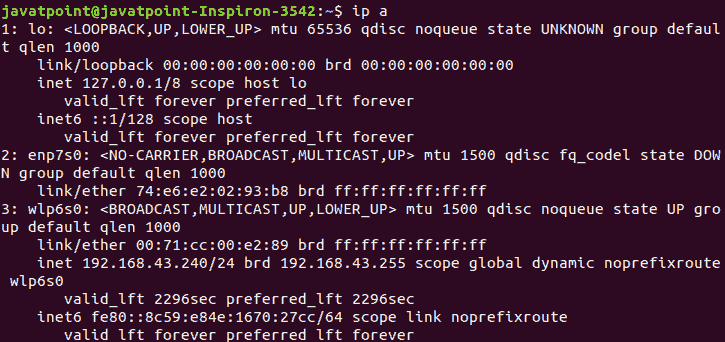 javatpoint@javatpoint-Inspiron-3542:~$ ip a
1: lo: <LOOPBACK,UP,LOWER_UP> mtu 65536 qdisc noqueue state UNKNOWN group defaul
t qlen 1000
    link/loopback 00:00:00:00:00:00 brd 00:00:00:00:00:00
    inet 127.0.0.1/8 scope host lo
       valid_lft forever preferred_lft forever
    inet6 ::1/128 scope host
       valid_lft forever preferred_lft forever
2: enp7s0: <NO-CARRIER,BROADCAST,MULTICAST,UP> mtu 1500 qdisc fq_codel state DOW
N group default qlen 1000
    link/ether 74:e6:e2:02:93:b8 brd ff:ff:ff:ff:ff:ff
3: wlp6s0: <BROADCAST,MULTICAST,UP,LOWER_UP> mtu 1500 qdisc noqueue state UP gro
up default qlen 1000
    link/ether 00:71:cc:00:e2:89 brd ff:ff:ff:ff:ff:ff
    inet 192.168.43.240/24 brd 192.168.43.255 scope global dynamic noprefixroute
 wlp6s0
       valid_lft 2296sec preferred_lft 2296sec
    inet6 fe80::8c59:e84e:1670:27cc/64 scope link noprefixroute
       valid_lft forever preferred_lft forever